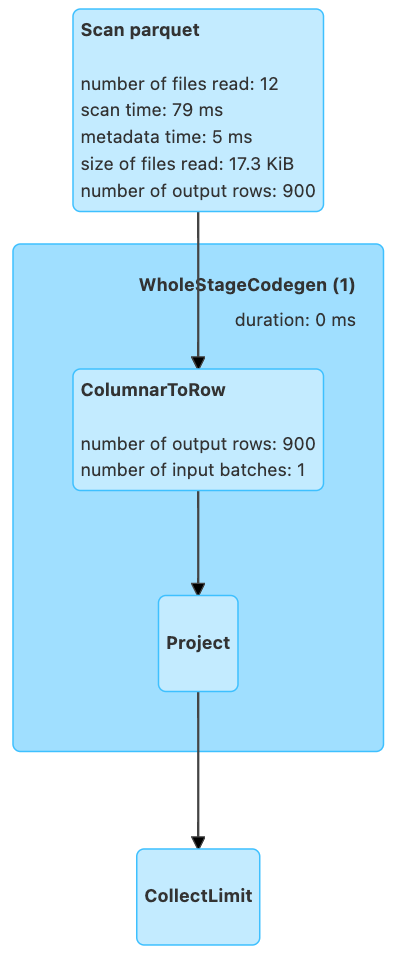 Scan parquet
number of files read: 12
scan time: 79 ms
metadata time: 5 ms
size of files read: 17.3 KiB
number of output rows: 900
WholeStageCodegen (1)
duration: 0 ms
ColumnarToRow
number of output rows: 900
number of input batches: 1
Project
CollectLimit